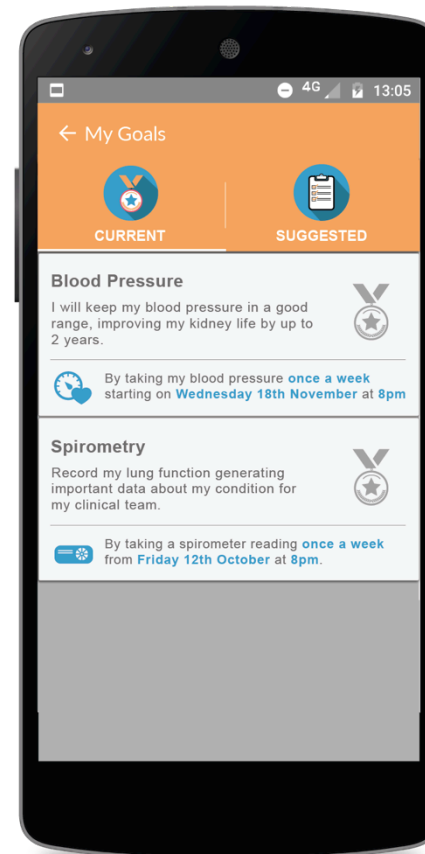 4G 13:05
← My Goals
CURRENT SUGGESTED
Blood Pressure
I will keep my blood pressure in a good
range, improving my kidney life by up to
2 years.
By taking my blood pressure once a week
starting on Wednesday 18th November at 8pm
Spirometry
Record my lung function generating
important data about my condition for
my clinical team.
By taking a spirometer reading once a week
from Friday 12th October at 8pm.